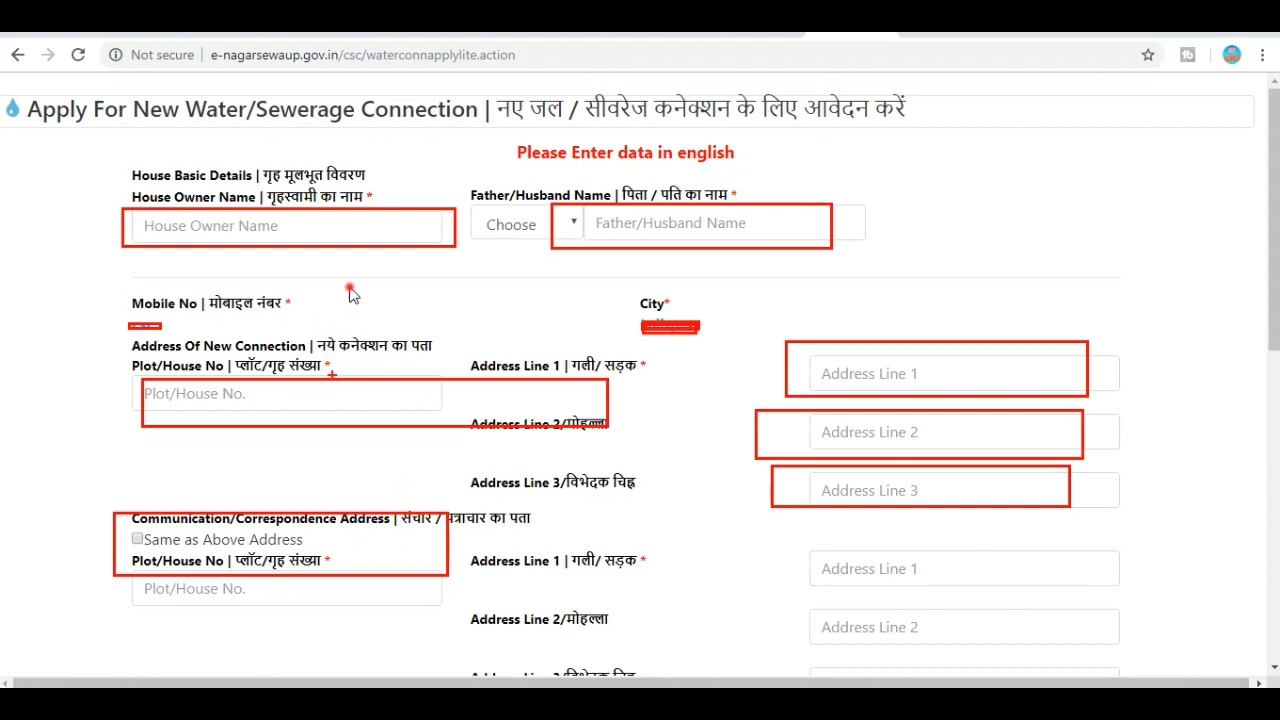 Not secure | e-nagarsewaup.gov.in/csc/waterconnapplylite.action
Apply For New Water/Sewerage Connection | नए जल / सीवरेज कनेक्शन के लिए आवेदन करें
Please Enter data in english
House Basic Details | गृह मूलभूत विवरण
House Owner Name | गृहस्वामी का नाम *
Father/Husband Name | पिता / पति का नाम *
House Owner Name
Choose
Father/Husband Name
Mobile No | मोबाइल नंबर *
City*
Address Of New Connection | नये कनेक्शन का पता
Plot/House No | प्लॉट/गृह संख्या *
Address Line 1 | गली/ सड़क *
Address Line 1
Plot/House No.
Address Line 2/मोहल्ला
Address Line 2
Address Line 3/विभेदक चिह्न
Address Line 3
Communication/Correspondence Address | संचार / पत्राचार का पता
Same as Above Address
Plot/House No | प्लॉट/गृह संख्या *
Address Line 1 | गली/ सड़क *
Address Line 1
Plot/House No.
Address Line 2/मोहल्ला
Address Line 2
Address Line 3/विभेदक चिह्न